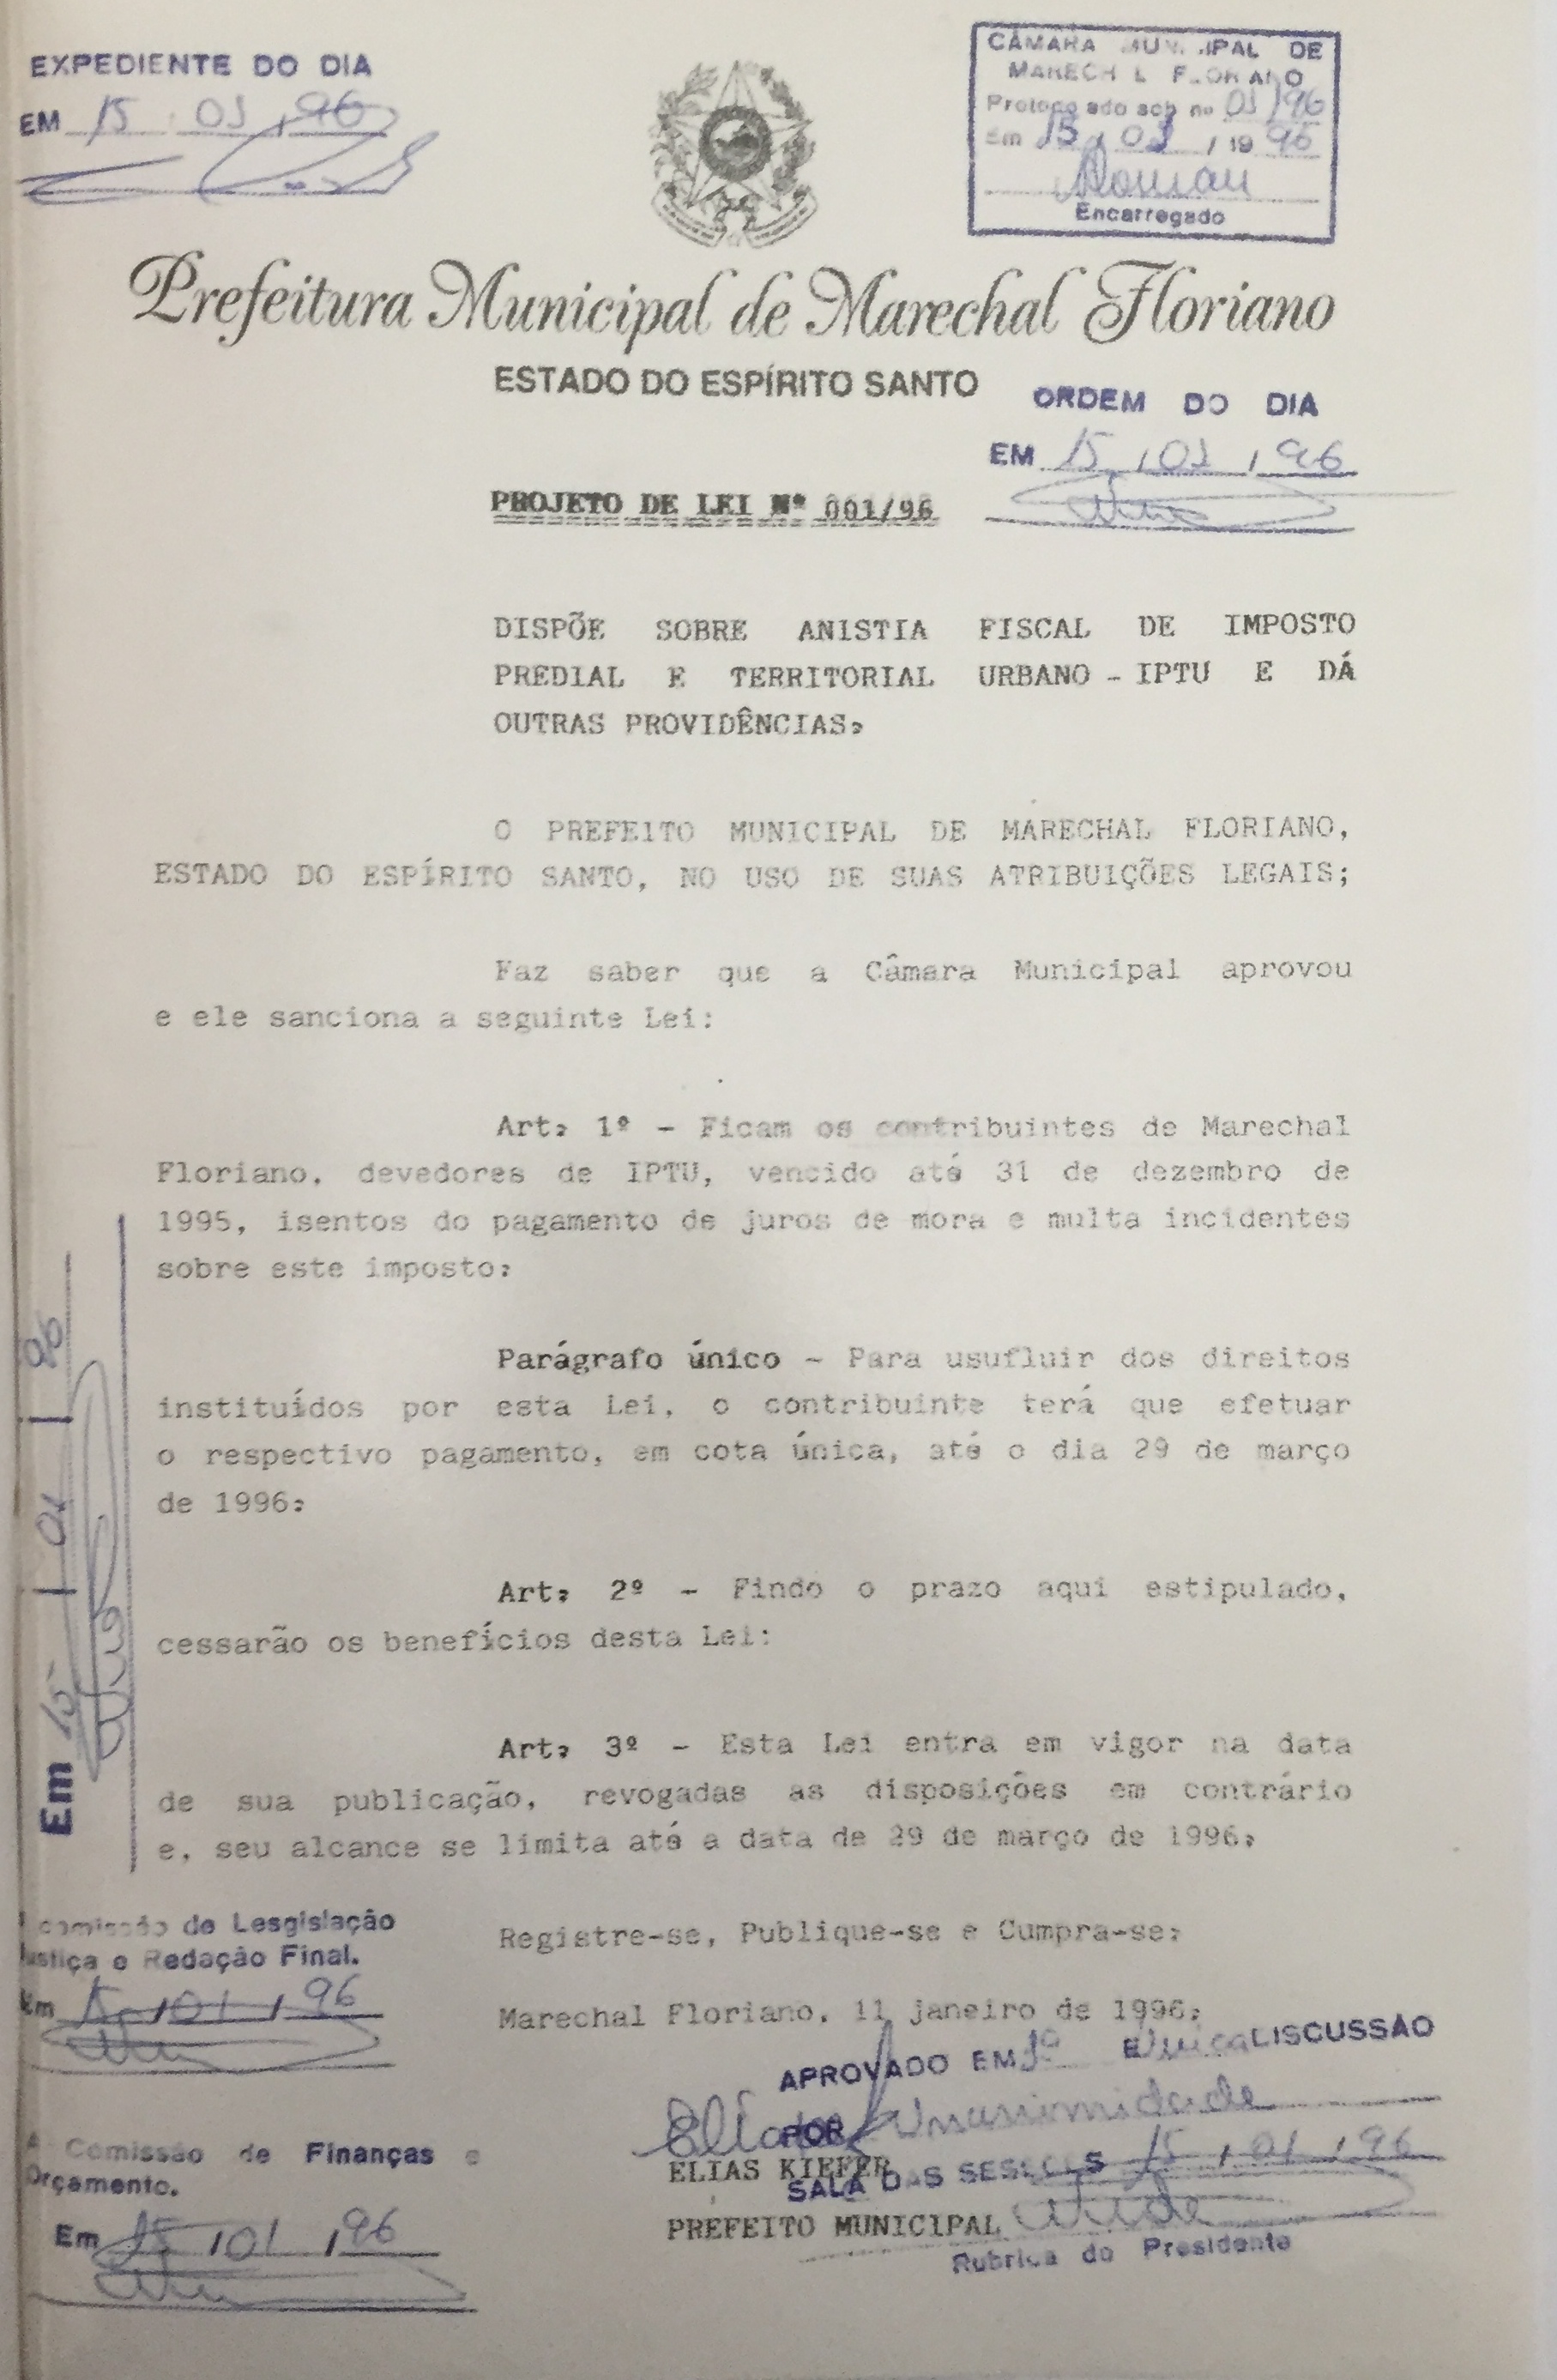 EXPEDIENTE DO DIA
EM 15 . 01 , 96
CÂMARA MUNICIPAL DE
MARECHAL FLORIANO
Protocolado sob nº 01/96
Em 15 / 01 / 19 96
Encarregado
Prefeitura Municipal de Marechal Floriano
ESTADO DO ESPÍRITO SANTO
ORDEM DO DIA
EM 15 , 01 , 96
PROJETO DE LEI Nº 001/96
DISPÕE SOBRE ANISTIA FISCAL DE IMPOSTO
PREDIAL E TERRITORIAL URBANO - IPTU E DÁ
OUTRAS PROVIDÊNCIAS.
O PREFEITO MUNICIPAL DE MARECHAL FLORIANO,
ESTADO DO ESPÍRITO SANTO, NO USO DE SUAS ATRIBUIÇÕES LEGAIS;
Faz saber que a Câmara Municipal aprovou
e ele sanciona a seguinte Lei:
Art. 1º - Ficam os contribuintes de Marechal
Floriano, devedores de IPTU, vencido até 31 de dezembro de
1995, isentos do pagamento de juros de mora e multa incidentes
sobre este imposto.
Parágrafo único - Para usufluir dos direitos
instituídos por esta Lei, o contribuinte terá que efetuar
o respectivo pagamento, em cota única, até o dia 29 de março
de 1996.
Art. 2º - Findo o prazo aqui estipulado,
cessarão os benefícios desta Lei.
Art. 3º - Esta Lei entra em vigor na data
de sua publicação, revogadas as disposições em contrário
e, seu alcance se limita até a data de 29 de março de 1996.
Em 15 / 01 / 96
Registre-se, Publique-se e Cumpra-se.
Marechal Floriano, 11 janeiro de 1996.
comissão de Lesgislação
Justiça e Redação Final.
Em 15 / 01 / 96
A Comissão de Finanças e
Orçamento.
Em 15 / 01 / 96
APROVADO EM 1ª E Única DISCUSSÃO
POR Unanimidade
SALA DAS SESSÕES 15 , 01 , 96
ELIAS KIEFER
PREFEITO MUNICIPAL
Rubrica do Presidente